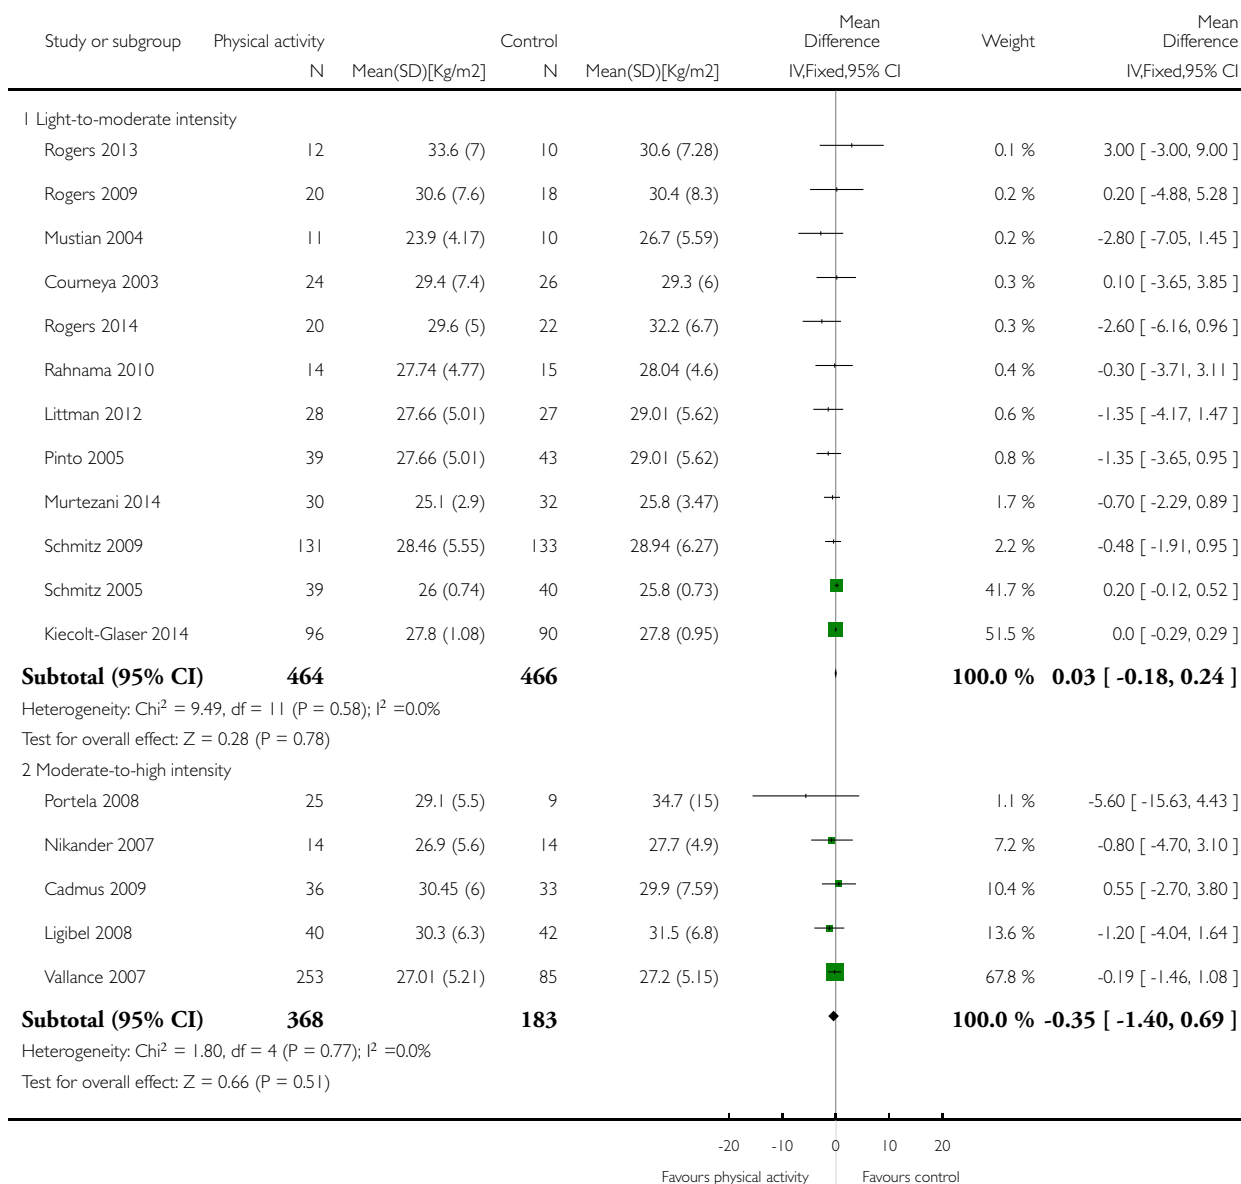 Mean Mean
Study or subgroup Physical activity Control Difference Weight Difference
N Mean(SD)[Kg/m2] N Mean(SD)[Kg/m2] IV,Fixed,95% CI IV,Fixed,95% CI
1 Light-to-moderate intensity
Rogers 2013 12 33.6 (7) 10 30.6 (7.28) 0.1 % 3.00 [ -3.00, 9.00 ]
Rogers 2009 20 30.6 (7.6) 18 30.4 (8.3) 0.2 % 0.20 [ -4.88, 5.28 ]
Mustian 2004 11 23.9 (4.17) 10 26.7 (5.59) 0.2 % -2.80 [ -7.05, 1.45 ]
Courneya 2003 24 29.4 (7.4) 26 29.3 (6) 0.3 % 0.10 [ -3.65, 3.85 ]
Rogers 2014 20 29.6 (5) 22 32.2 (6.7) 0.3 % -2.60 [ -6.16, 0.96 ]
Rahnama 2010 14 27.74 (4.77) 15 28.04 (4.6) 0.4 % -0.30 [ -3.71, 3.11 ]
Littman 2012 28 27.66 (5.01) 27 29.01 (5.62) 0.6 % -1.35 [ -4.17, 1.47 ]
Pinto 2005 39 27.66 (5.01) 43 29.01 (5.62) 0.8 % -1.35 [ -3.65, 0.95 ]
Murtezani 2014 30 25.1 (2.9) 32 25.8 (3.47) 1.7 % -0.70 [ -2.29, 0.89 ]
Schmitz 2009 131 28.46 (5.55) 133 28.94 (6.27) 2.2 % -0.48 [ -1.91, 0.95 ]
Schmitz 2005 39 26 (0.74) 40 25.8 (0.73) 41.7 % 0.20 [ -0.12, 0.52 ]
Kiecolt-Glaser 2014 96 27.8 (1.08) 90 27.8 (0.95) 51.5 % 0.0 [ -0.29, 0.29 ]
Subtotal (95% CI) 464 466 100.0 % 0.03 [ -0.18, 0.24 ]
Heterogeneity: Chi² = 9.49, df = 11 (P = 0.58); I² =0.0%
Test for overall effect: Z = 0.28 (P = 0.78)
2 Moderate-to-high intensity
Portela 2008 25 29.1 (5.5) 9 34.7 (15) 1.1 % -5.60 [ -15.63, 4.43 ]
Nikander 2007 14 26.9 (5.6) 14 27.7 (4.9) 7.2 % -0.80 [ -4.70, 3.10 ]
Cadmus 2009 36 30.45 (6) 33 29.9 (7.59) 10.4 % 0.55 [ -2.70, 3.80 ]
Ligibel 2008 40 30.3 (6.3) 42 31.5 (6.8) 13.6 % -1.20 [ -4.04, 1.64 ]
Vallance 2007 253 27.01 (5.21) 85 27.2 (5.15) 67.8 % -0.19 [ -1.46, 1.08 ]
Subtotal (95% CI) 368 183 100.0 % -0.35 [ -1.40, 0.69 ]
Heterogeneity: Chi² = 1.80, df = 4 (P = 0.77); I² =0.0%
Test for overall effect: Z = 0.66 (P = 0.51)
-20 -10 0 10 20
Favours physical activity Favours control